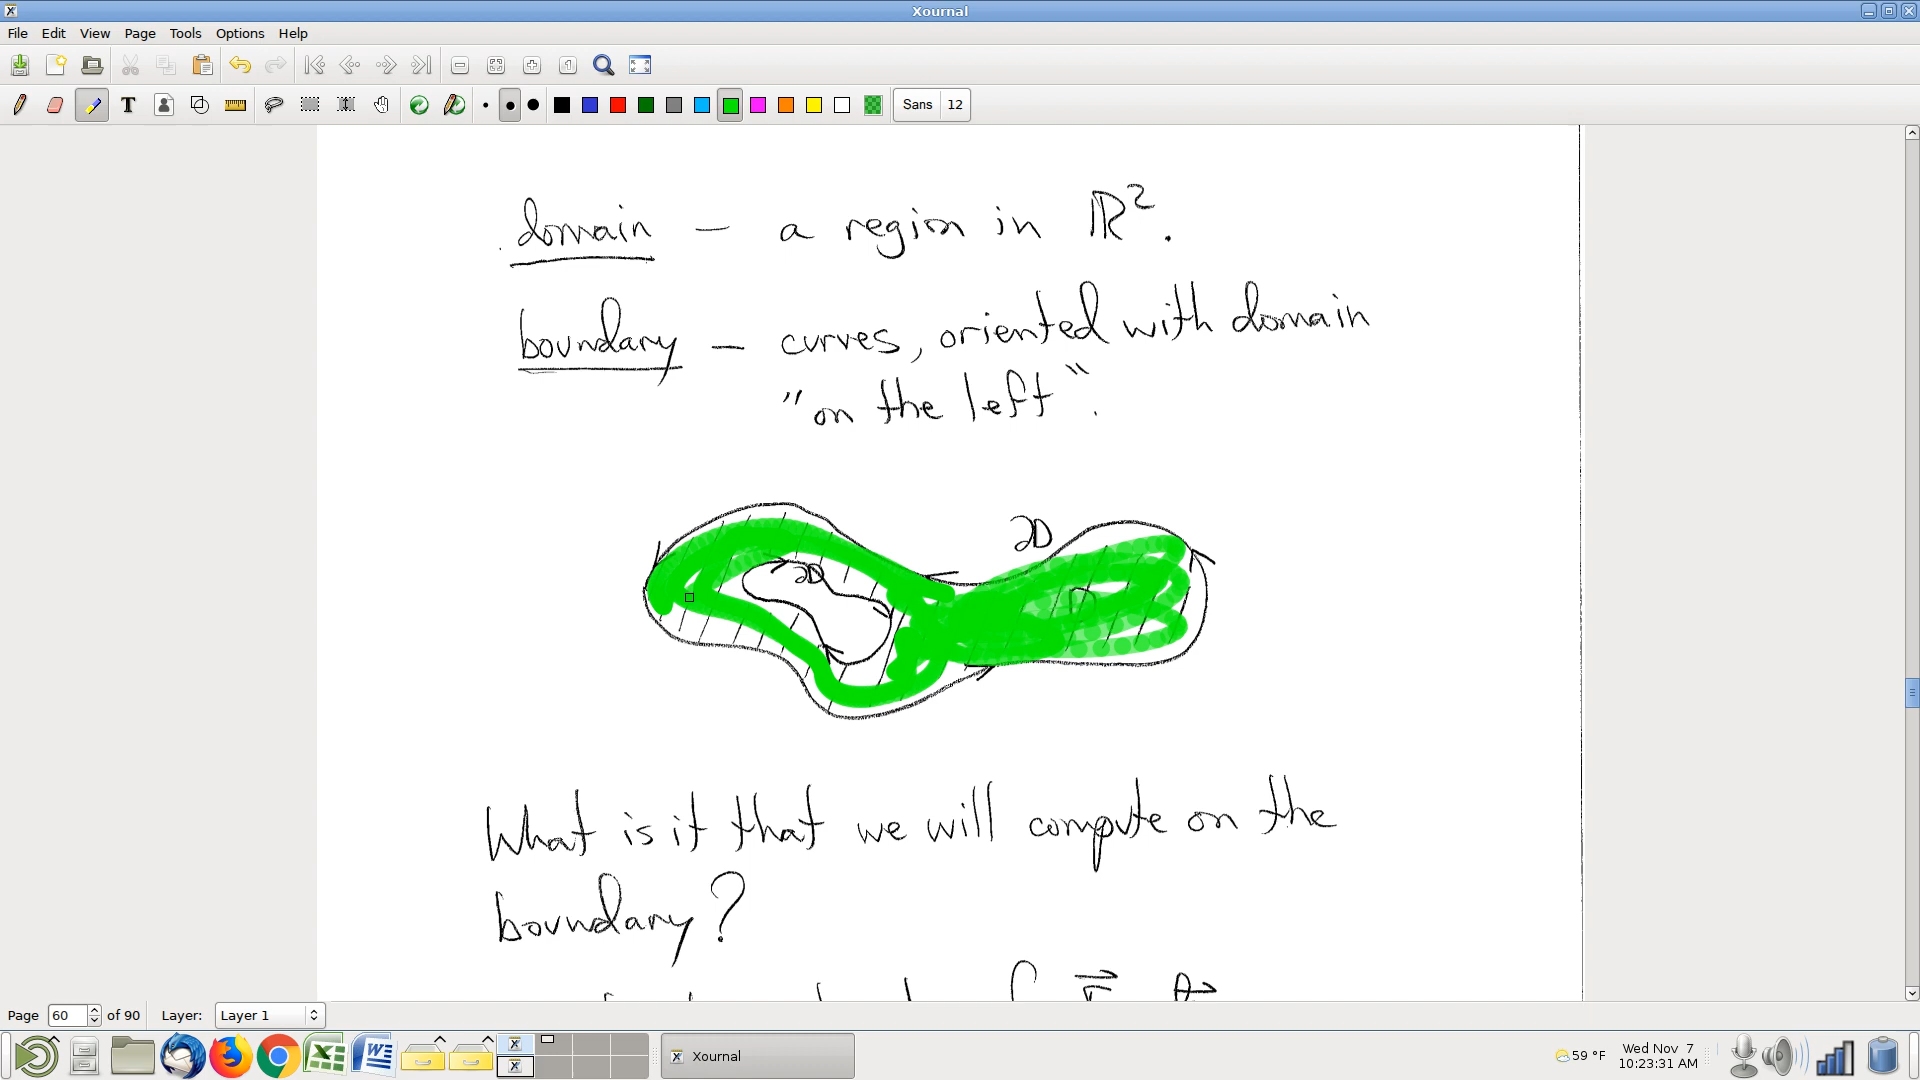 Xournal
File Edit View Page Tools Options Help
Sans 12
domain — a region in ℝ².
boundary — curves, oriented with domain
"on the left".
∂D
∂D
D
What is it that we will compute on the
boundary?
Page 60 of 90 Layer: Layer 1
Xournal
59 °F
Wed Nov 7
10:23:31 AM